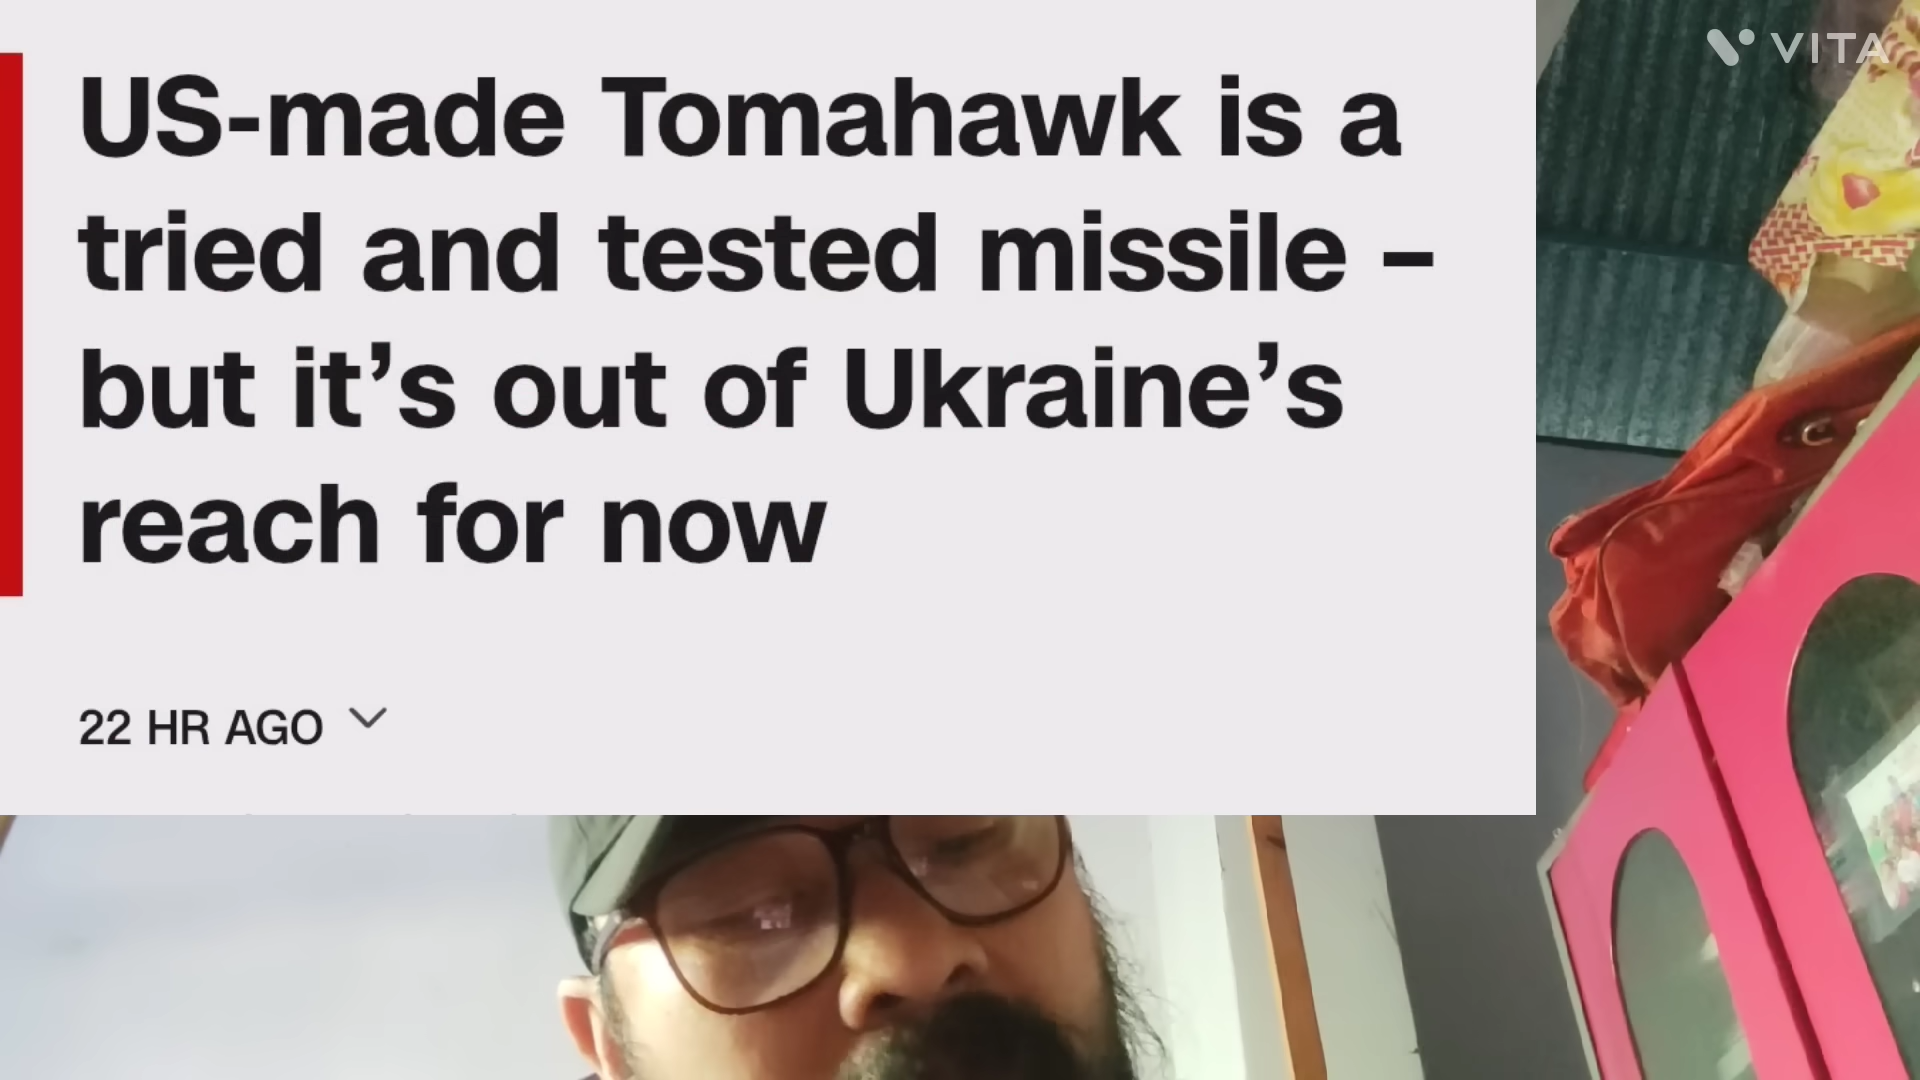 US-made Tomahawk is a
tried and tested missile –
but it’s out of Ukraine’s
reach for now
22 HR AGO
VITA